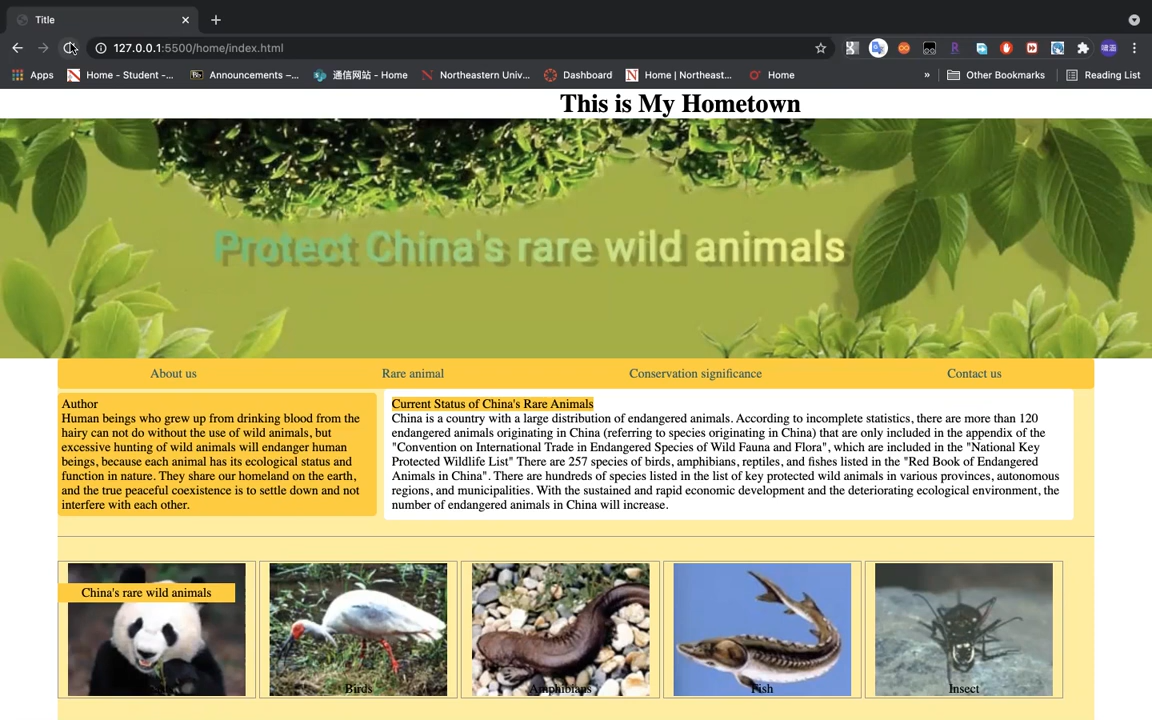 Title
127.0.0.1:5500/home/index.html
Apps
Home - Student -...
Announcements –...
通信网站 - Home
Northeastern Univ...
Dashboard
Home | Northeast...
Home
»
Other Bookmarks
Reading List
This is My Hometown
Protect China's rare wild animals
About us
Rare animal
Conservation significance
Contact us
Author
Human beings who grew up from drinking blood from the
hairy can not do without the use of wild animals, but
excessive hunting of wild animals will endanger human
beings, because each animal has its ecological status and
function in nature. They share our homeland on the earth,
and the true peaceful coexistence is to settle down and not
interfere with each other.
Current Status of China's Rare Animals
China is a country with a large distribution of endangered animals. According to incomplete statistics, there are more than 120
endangered animals originating in China (referring to species originating in China) that are only included in the appendix of the
"Convention on International Trade in Endangered Species of Wild Fauna and Flora", which are included in the "National Key
Protected Wildlife List" There are 257 species of birds, amphibians, reptiles, and fishes listed in the "Red Book of Endangered
Animals in China". There are hundreds of species listed in the list of key protected wild animals in various provinces, autonomous
regions, and municipalities. With the sustained and rapid economic development and the deteriorating ecological environment, the
number of endangered animals in China will increase.
China's rare wild animals
Birds
Amphibians
Fish
Insect